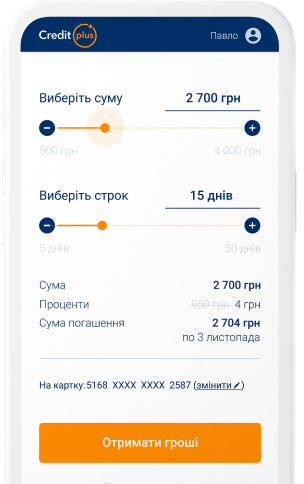 Credit plus
Павло
Виберіть суму 2 700 грн
500 грн 4 000 грн
Виберіть строк 15 днів
5 днів 30 днів
Сума 2 700 грн
Проценти 950 грн 4 грн
Сума погашення 2 704 грн
по 3 листопада
На картку: 5168 XXXX XXXX 2587 (змінити)
Отримати гроші